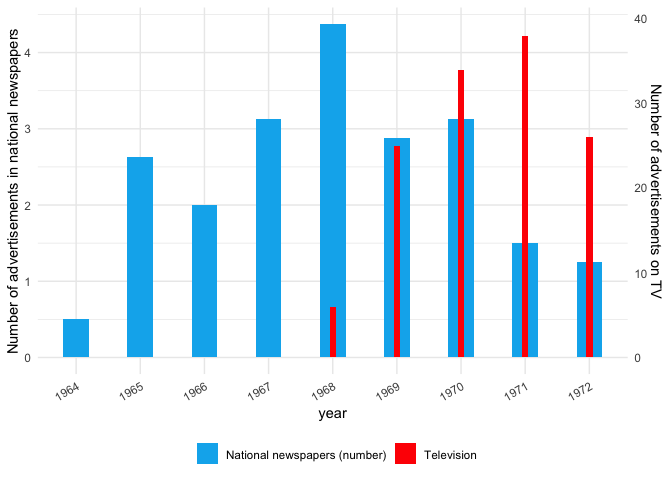 Number of advertisements in national newspapers
4
3
2
1
0
40
30
20
10
0
Number of advertisements on TV
1964 1965 1966 1967 1968 1969 1970 1971 1972
year
National newspapers (number) Television